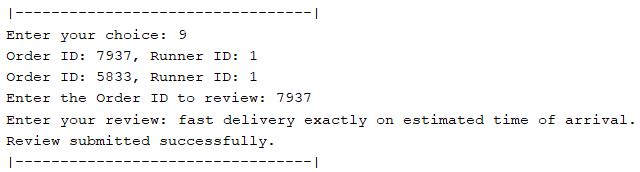 |---------------------------------|
Enter your choice: 9
Order ID: 7937, Runner ID: 1
Order ID: 5833, Runner ID: 1
Enter the Order ID to review: 7937
Enter your review: fast delivery exactly on estimated time of arrival.
Review submitted successfully.
|---------------------------------|